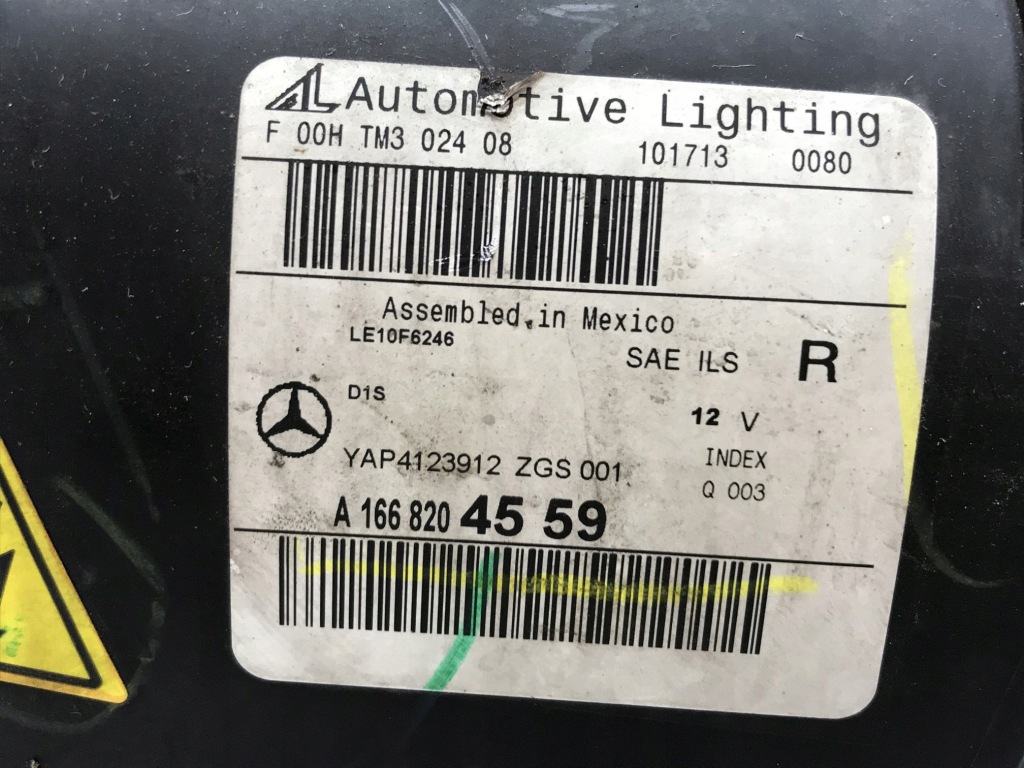 AL Automotive Lighting
F 00H TM3 024 08 101713 0080
Assembled in Mexico
LE10F6246
SAE ILS R
D1S
12 V
YAP4123912 ZGS 001 INDEX
Q 003
A 166 820 45 59